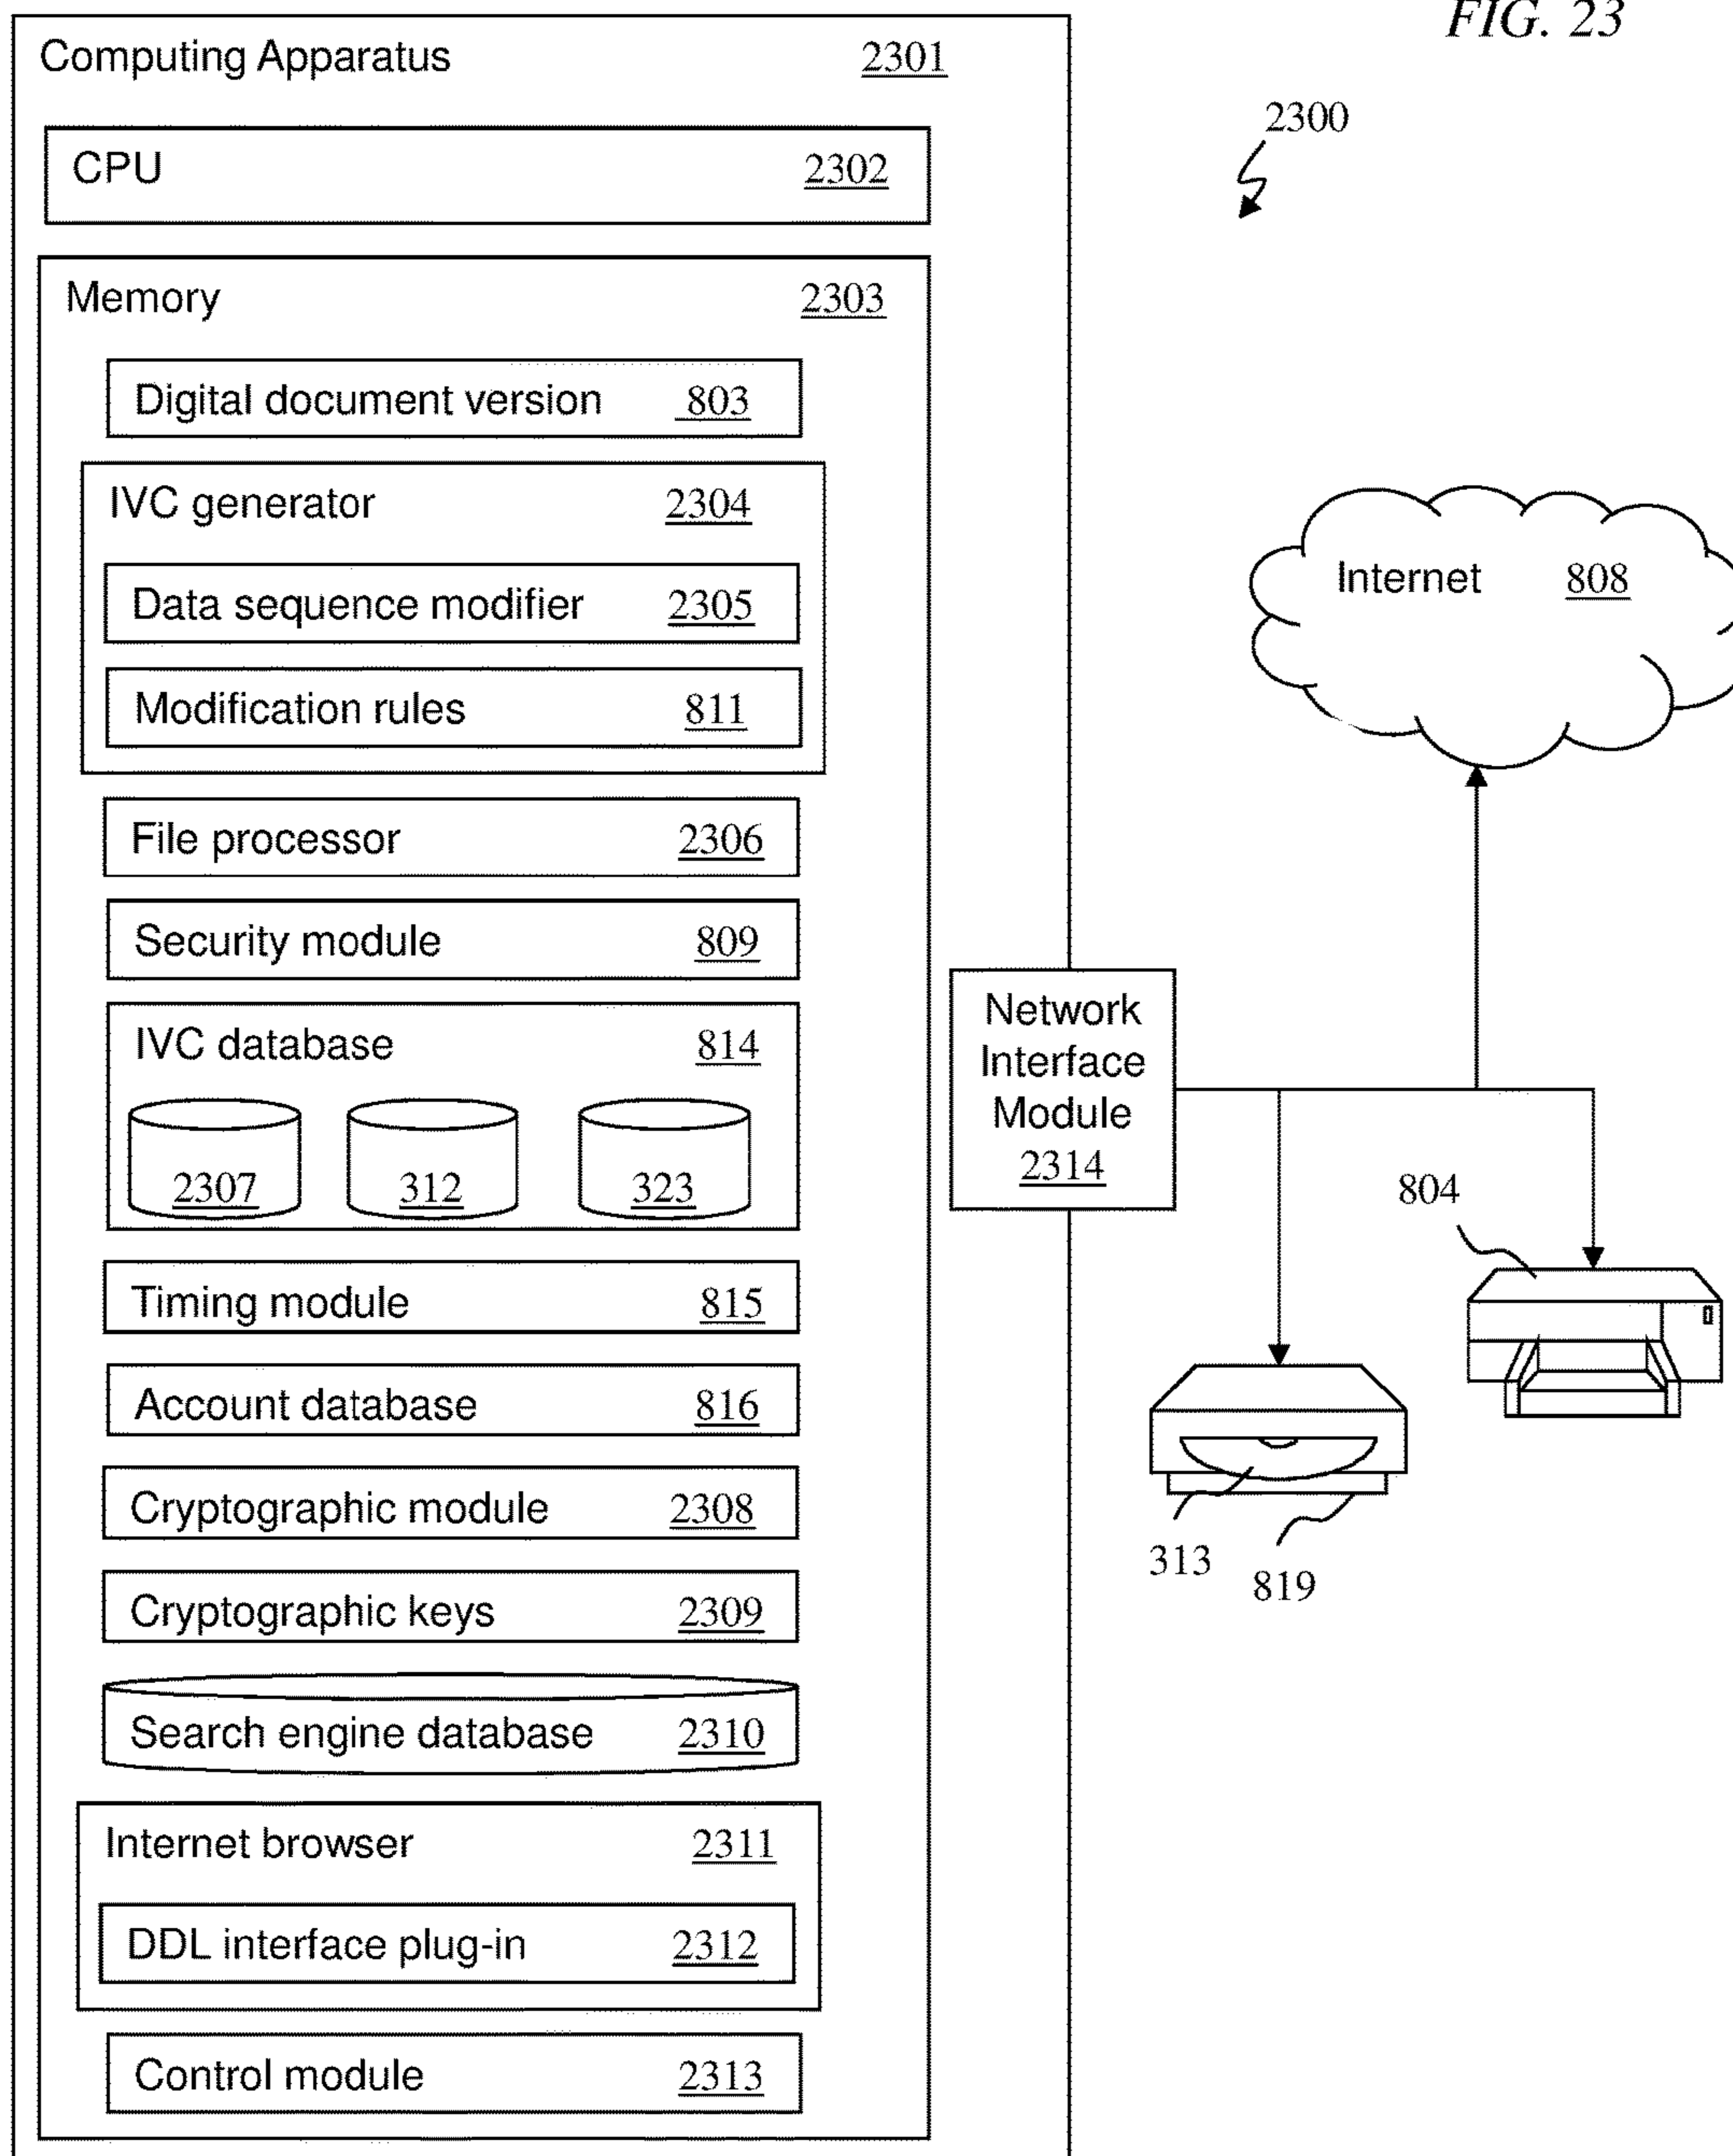 FIG. 23
Computing Apparatus 2301
2300
CPU 2302
Memory 2303
Digital document version 803
IVC generator 2304
Data sequence modifier 2305
Modification rules 811
File processor 2306
Security module 809
IVC database 814
2307 312 323
Timing module 815
Account database 816
Cryptographic module 2308
Cryptographic keys 2309
Search engine database 2310
Internet browser 2311
DDL interface plug-in 2312
Control module 2313
Network
Interface
Module
2314
Internet 808
804
313
819